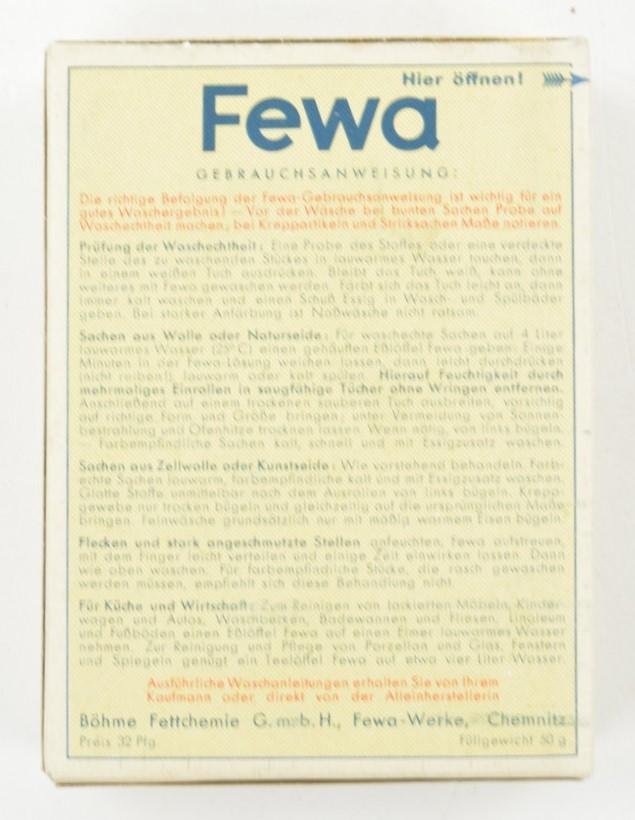 Hier öffnen!
Fewa
GEBRAUCHSANWEISUNG:
Die richtige Befolgung der Fewa-Gebrauchsanweisung ist wichtig für ein
gutes Waschergebnis! — Vor der Wäsche bei bunten Sachen Probe auf
Waschechtheit machen, bei Kreppartikeln und Stricksachen Maße notieren.
Prüfung der Waschechtheit: Eine Probe des Stoffes oder eine verdeckte
Stelle des zu waschenden Stückes in lauwarmes Wasser tauchen, dann
in einem weißen Tuch ausdrücken. Bleibt das Tuch weiß, kann ohne
weiteres mit Fewa gewaschen werden. Färbt sich das Tuch leicht an, dann
immer kalt waschen und einen Schuß Essig in Wasch- und Spülbäder
geben. Bei starker Anfärbung ist Naßwäsche nicht ratsam.
Sachen aus Wolle oder Naturseide: Für waschechte Sachen auf 4 Liter
lauwarmes Wasser (25° C) einen gehäuften Eßlöffel Fewa geben. Einige
Minuten in der Fewa-Lösung weichen lassen, dann leicht durchdrücken
(nicht reiben!), lauwarm oder kalt spülen. Hierauf Feuchtigkeit durch
mehrmaliges Einrollen in saugfähige Tücher ohne Wringen entfernen.
Anschließend auf einem trockenen sauberen Tuch ausbreiten, vorsichtig
auf richtige Form und Größe bringen; unter Vermeidung von Sonnen-
bestrahlung und Ofenhitze trocknen lassen. Wenn nötig, von links bügeln.
— Farbempfindliche Sachen kalt, schnell und mit Essigzusatz waschen.
Sachen aus Zellwolle oder Kunstseide: Wie vorstehend behandeln. Farb-
echte Sachen lauwarm, farbempfindliche kalt und mit Essigzusatz waschen.
Glatte Stoffe unmittelbar nach dem Ausrollen von links bügeln. Krepp-
gewebe nur trocken bügeln und gleichzeitig auf die ursprünglichen Maße
bringen. Feinwäsche grundsätzlich nur mit mäßig warmem Eisen bügeln.
Flecken und stark angeschmutzte Stellen anfeuchten, Fewa aufstreuen,
mit dem Finger leicht verteilen und einige Zeit einwirken lassen. Dann
wie oben waschen. Für farbempfindliche Stücke, die rasch gewaschen
werden müssen, empfiehlt sich diese Behandlung nicht.
Für Küche und Wirtschaft: Zum Reinigen von lackierten Möbeln, Kinder-
wagen und Autos, Waschbecken, Badewannen und Fliesen, Linoleum
und Fußböden einen Eßlöffel Fewa auf einen Eimer lauwarmes Wasser
nehmen. Zur Reinigung und Pflege von Porzellan und Glas, Fenstern
und Spiegeln genügt ein Teelöffel Fewa auf etwa vier Liter Wasser.
Ausführliche Waschanleitungen erhalten Sie von Ihrem
Kaufmann oder direkt von der Alleinherstellerin
Böhme Fettchemie G. m. b. H., Fewa-Werke, Chemnitz
Preis 32 Pfg.
Füllgewicht 50 g